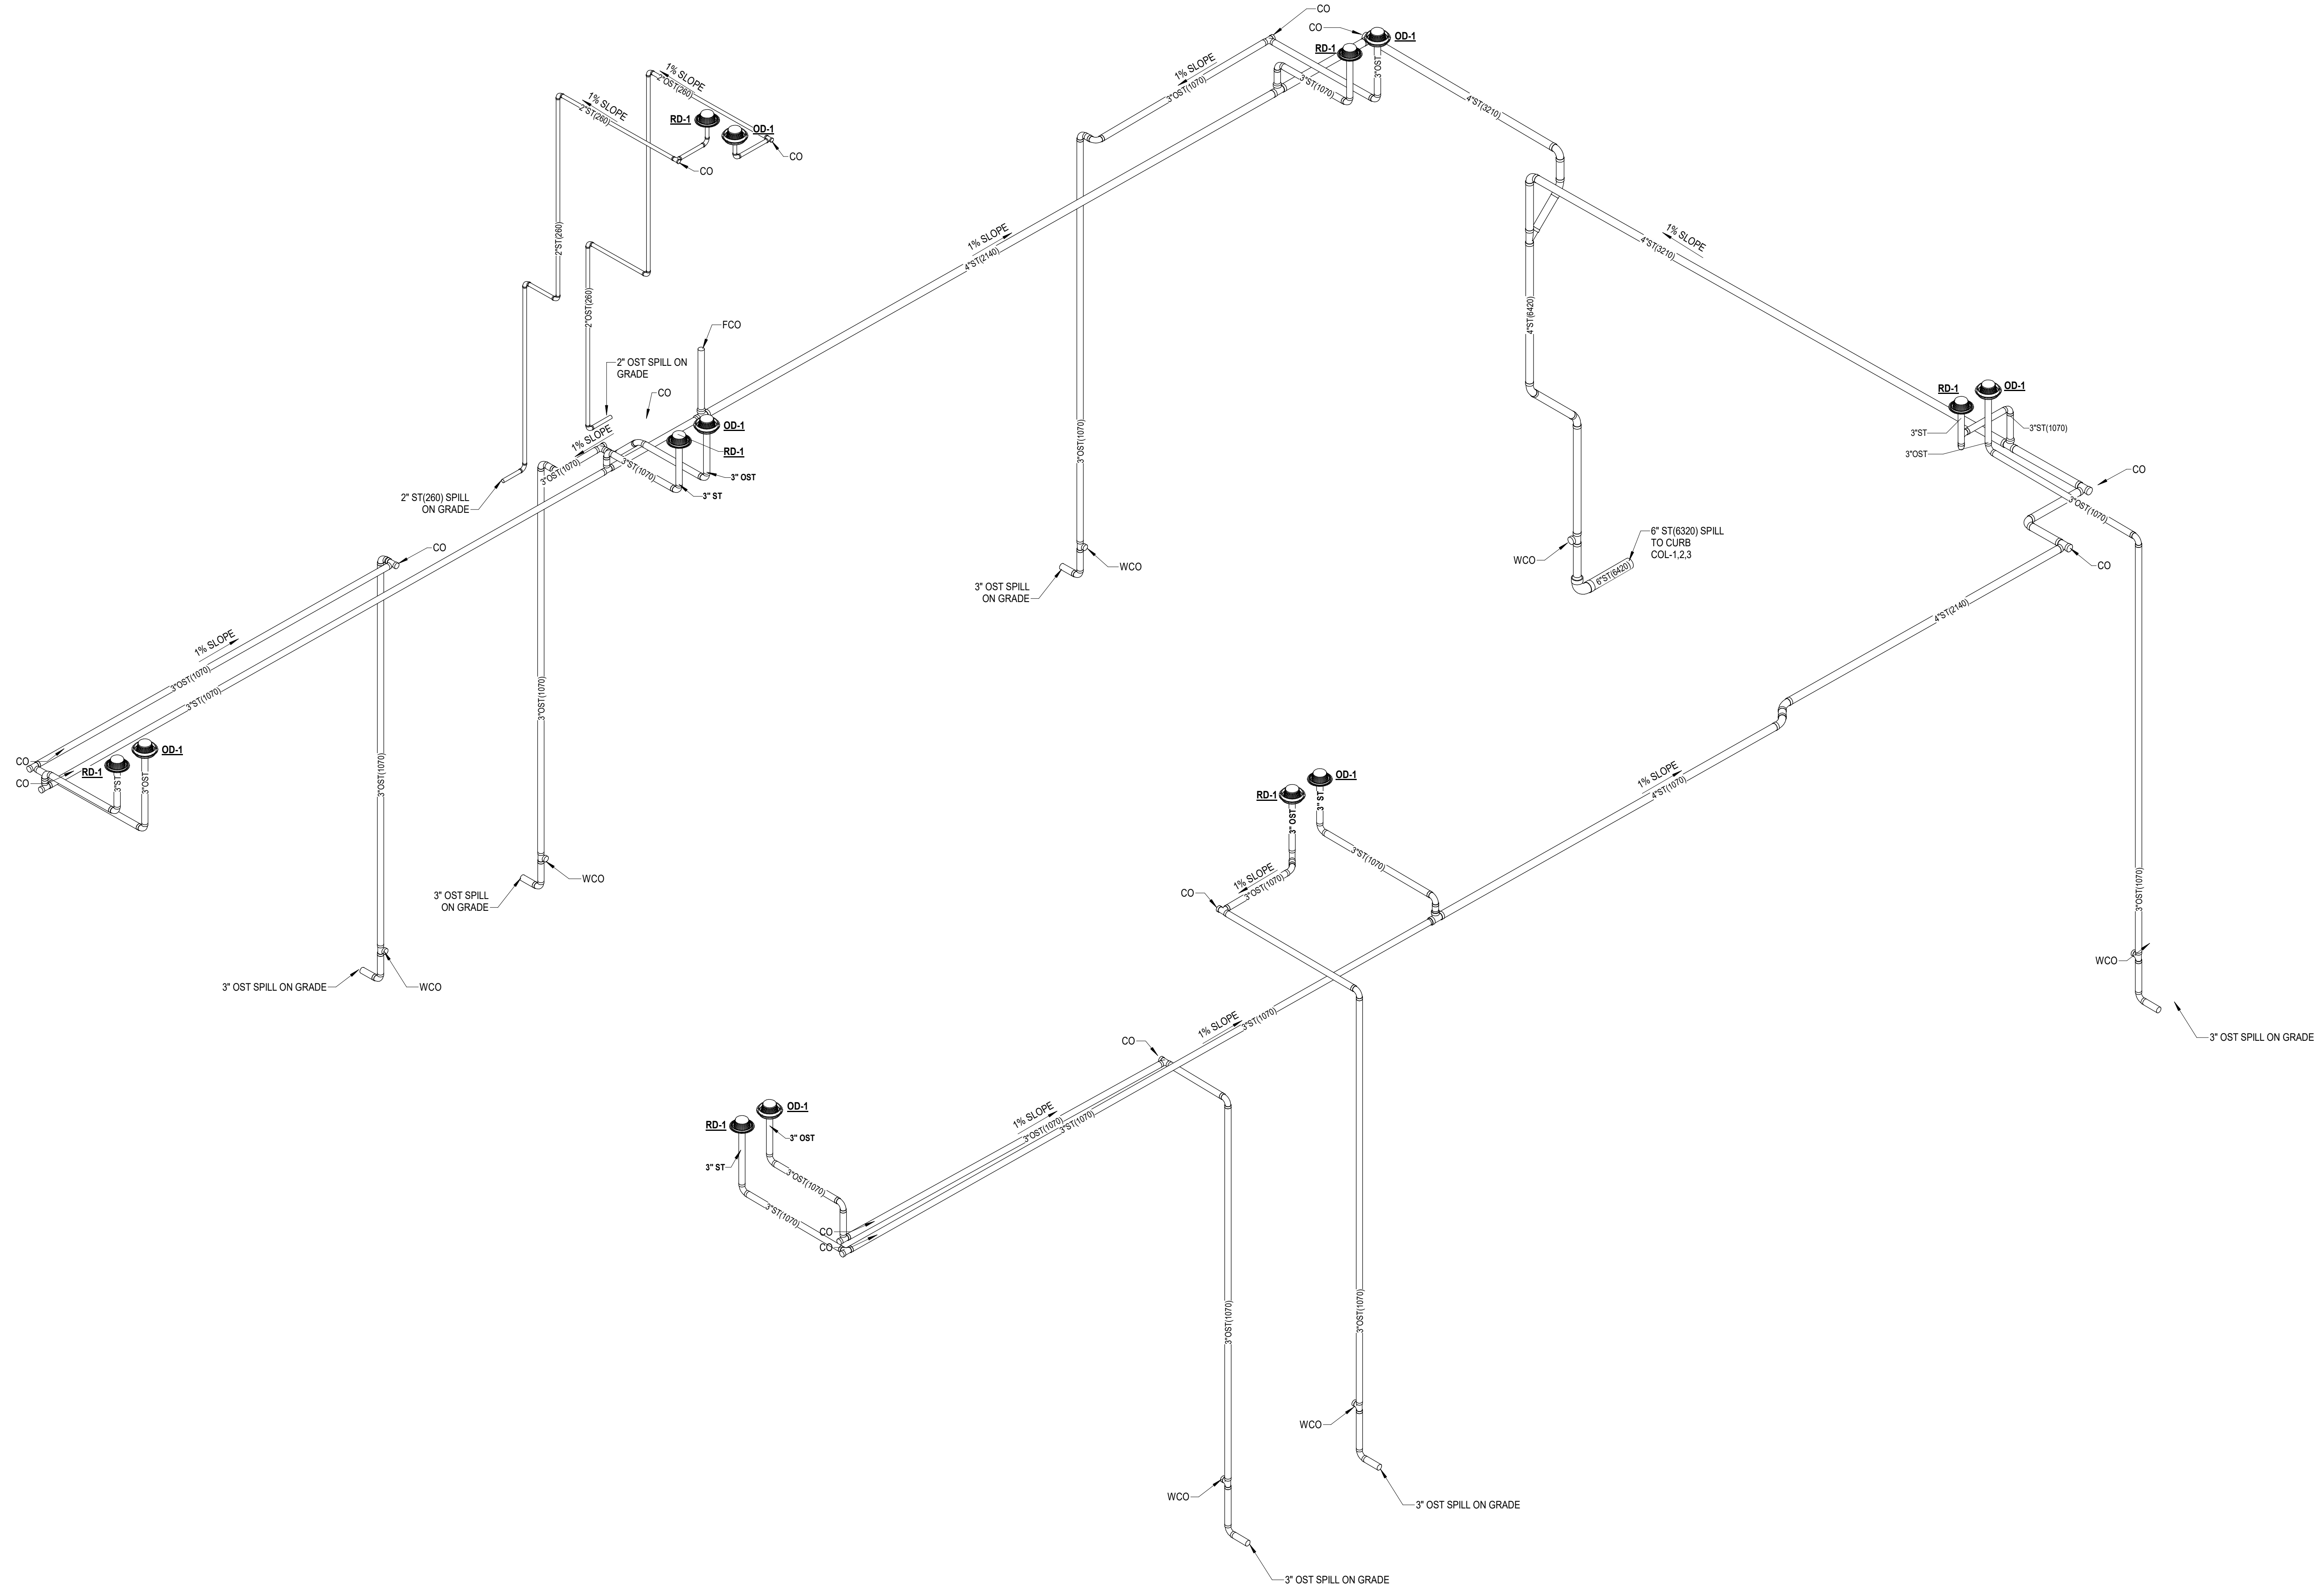 CO
CO
OD-1
RD-1
1% SLOPE
3"OST(1070)
3"ST(1070)
3"OST
4"ST(3210)
1% SLOPE
2"OST(260)
1% SLOPE
2"ST(260)
RD-1
OD-1
CO
CO
2"ST(260)
2"OST(260)
1% SLOPE
4"ST(2140)
1% SLOPE
4"ST(3210)
4"ST(6420)
FCO
2" OST SPILL ON
GRADE
CO
OD-1
RD-1
1% SLOPE
3"OST(1070)
3"ST(1070)
3" OST
3" ST
2" ST(260) SPILL
ON GRADE
3"OST(1070)
RD-1
OD-1
3"ST
3"ST(1070)
3"OST
CO
3"OST(1070)
CO
6" ST(6320) SPILL
TO CURB
COL-1,2,3
WCO
6"ST(6420)
WCO
3" OST SPILL
ON GRADE
CO
1% SLOPE
3"OST(1070)
3"ST(1070)
4"ST(2140)
CO
CO
OD-1
RD-1
3"ST
3"OST
3"OST(1070)
3"OST(1070)
WCO
3" OST SPILL
ON GRADE
3" OST SPILL ON GRADE
WCO
OD-1
RD-1
3" ST
3" OST
3"ST(1070)
1% SLOPE
4"ST(1070)
1% SLOPE
3"OST(1070)
CO
3"OST(1070)
WCO
3" OST SPILL ON GRADE
1% SLOPE
3"ST(1070)
CO
1% SLOPE
3"OST(1070)
3"ST(1070)
OD-1
RD-1
3" OST
3" ST
3"OST(1070)
3"ST(1070)
CO
CO
3"OST(1070)
3"OST(1070)
WCO
WCO
3" OST SPILL ON GRADE
3" OST SPILL ON GRADE